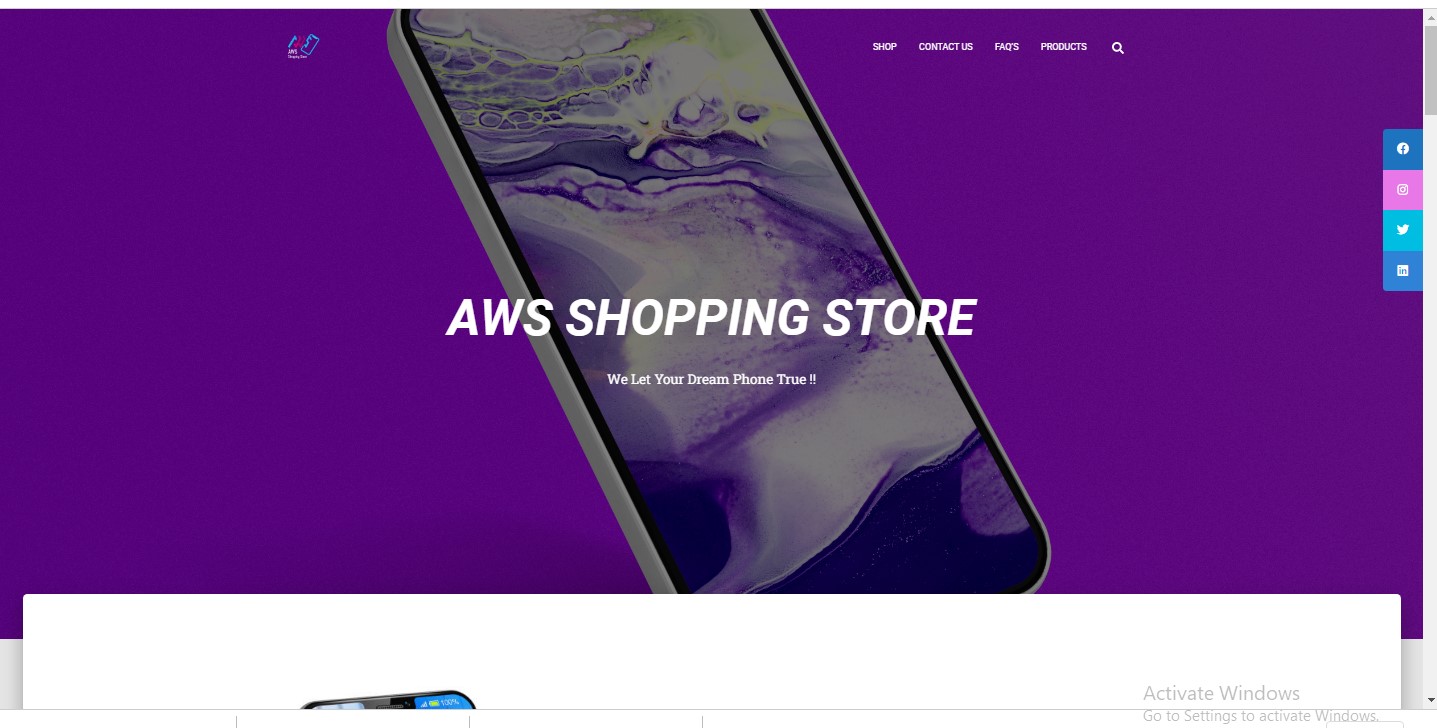 AWS
Shopping Store
SHOP CONTACT US FAQ'S PRODUCTS
AWS SHOPPING STORE
We Let Your Dream Phone True !!
100%
Activate Windows
Go to Settings to activate Windows.